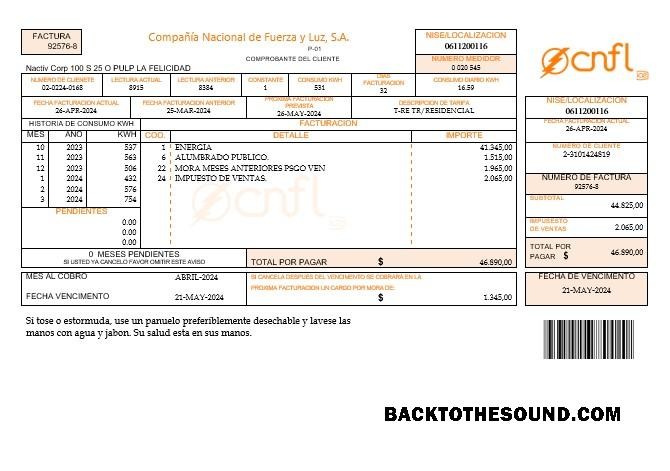 FACTURA
92576-8
Compañía Nacional de Fuerza y Luz, S.A.
P-01
COMPROBANTE DEL CLIENTE
NISE/LOCALIZACION
0611200116
NUMERO MEDIDOR
0 020 545
cnfl
Nactiv Corp 100 S 25 O PULP LA FELICIDAD
NUMERO DE CLIENETE LECTURA ACTUAL LECTURA ANTERIOR CONSTANTE CONSUMO KWH DIAS FACTURACION CONSUMO DIARIO KWH
02-0224-0168 8915 8384 1 531 32 16.59
FECHA FACTURACION ACTUAL FECHA FACTURACION ANTERIOR PROXIMA FACTURACION PREVISTA DESCRIPCION DE TARIFA
26-APR-2024 25-MAR-2024 26-MAY-2024 T-RE TR/RESIDENCIAL
HISTORIA DE CONSUMO KWH FACTURACION
MES AÑO KWH COD. DETALLE IMPORTE
10 2023 537 1 ENERGIA 41.345,00
11 2023 563 6 ALUMBRADO PUBLICO. 1.515,00
12 2023 606 22 MORA MESES ANTERIORES PSGO VEN 1.965,00
1 2024 432 24 IMPUESTO DE VENTAS. 2.065,00
2 2024 576
3 2024 754
cnfl
PENDIENTES
0.00
0.00
0.00
0 MESES PENDIENTES
SI USTED YA CANCELO FAVOR OMITIR ESTE AVISO
TOTAL POR PAGAR $ 46.890,00
MES AL COBRO ABRIL-2024
FECHA VENCIMENTO 21-MAY-2024
SI CANCELA DESPUÉS DEL VENCIMIENTO SE COBRARÁ EN LA
PROXIMA FACTURACION UN CARDO POR MORA DE:
$ 1.345,00
NISE/LOCALIZACION
0611200116
FECHA FACTURACION ACTUAL
26-APR-2024
NUMERO DE CLIENTE
2-3101424819
NUMERO DE FACTURA
92576-8
SUBTOTAL
44.825,00
IMPUESTO
DE VENTAS 2.065,00
TOTAL POR
PAGAR $ 46.890,00
FECHA DE VENCIMIENTO
21-MAY-2024
Si tose o estormuda, use un panuelo preferiblemente desechable y lavese las
manos con agua y jabon. Su salud esta en sus manos.
BACKTOTHESOUND.COM